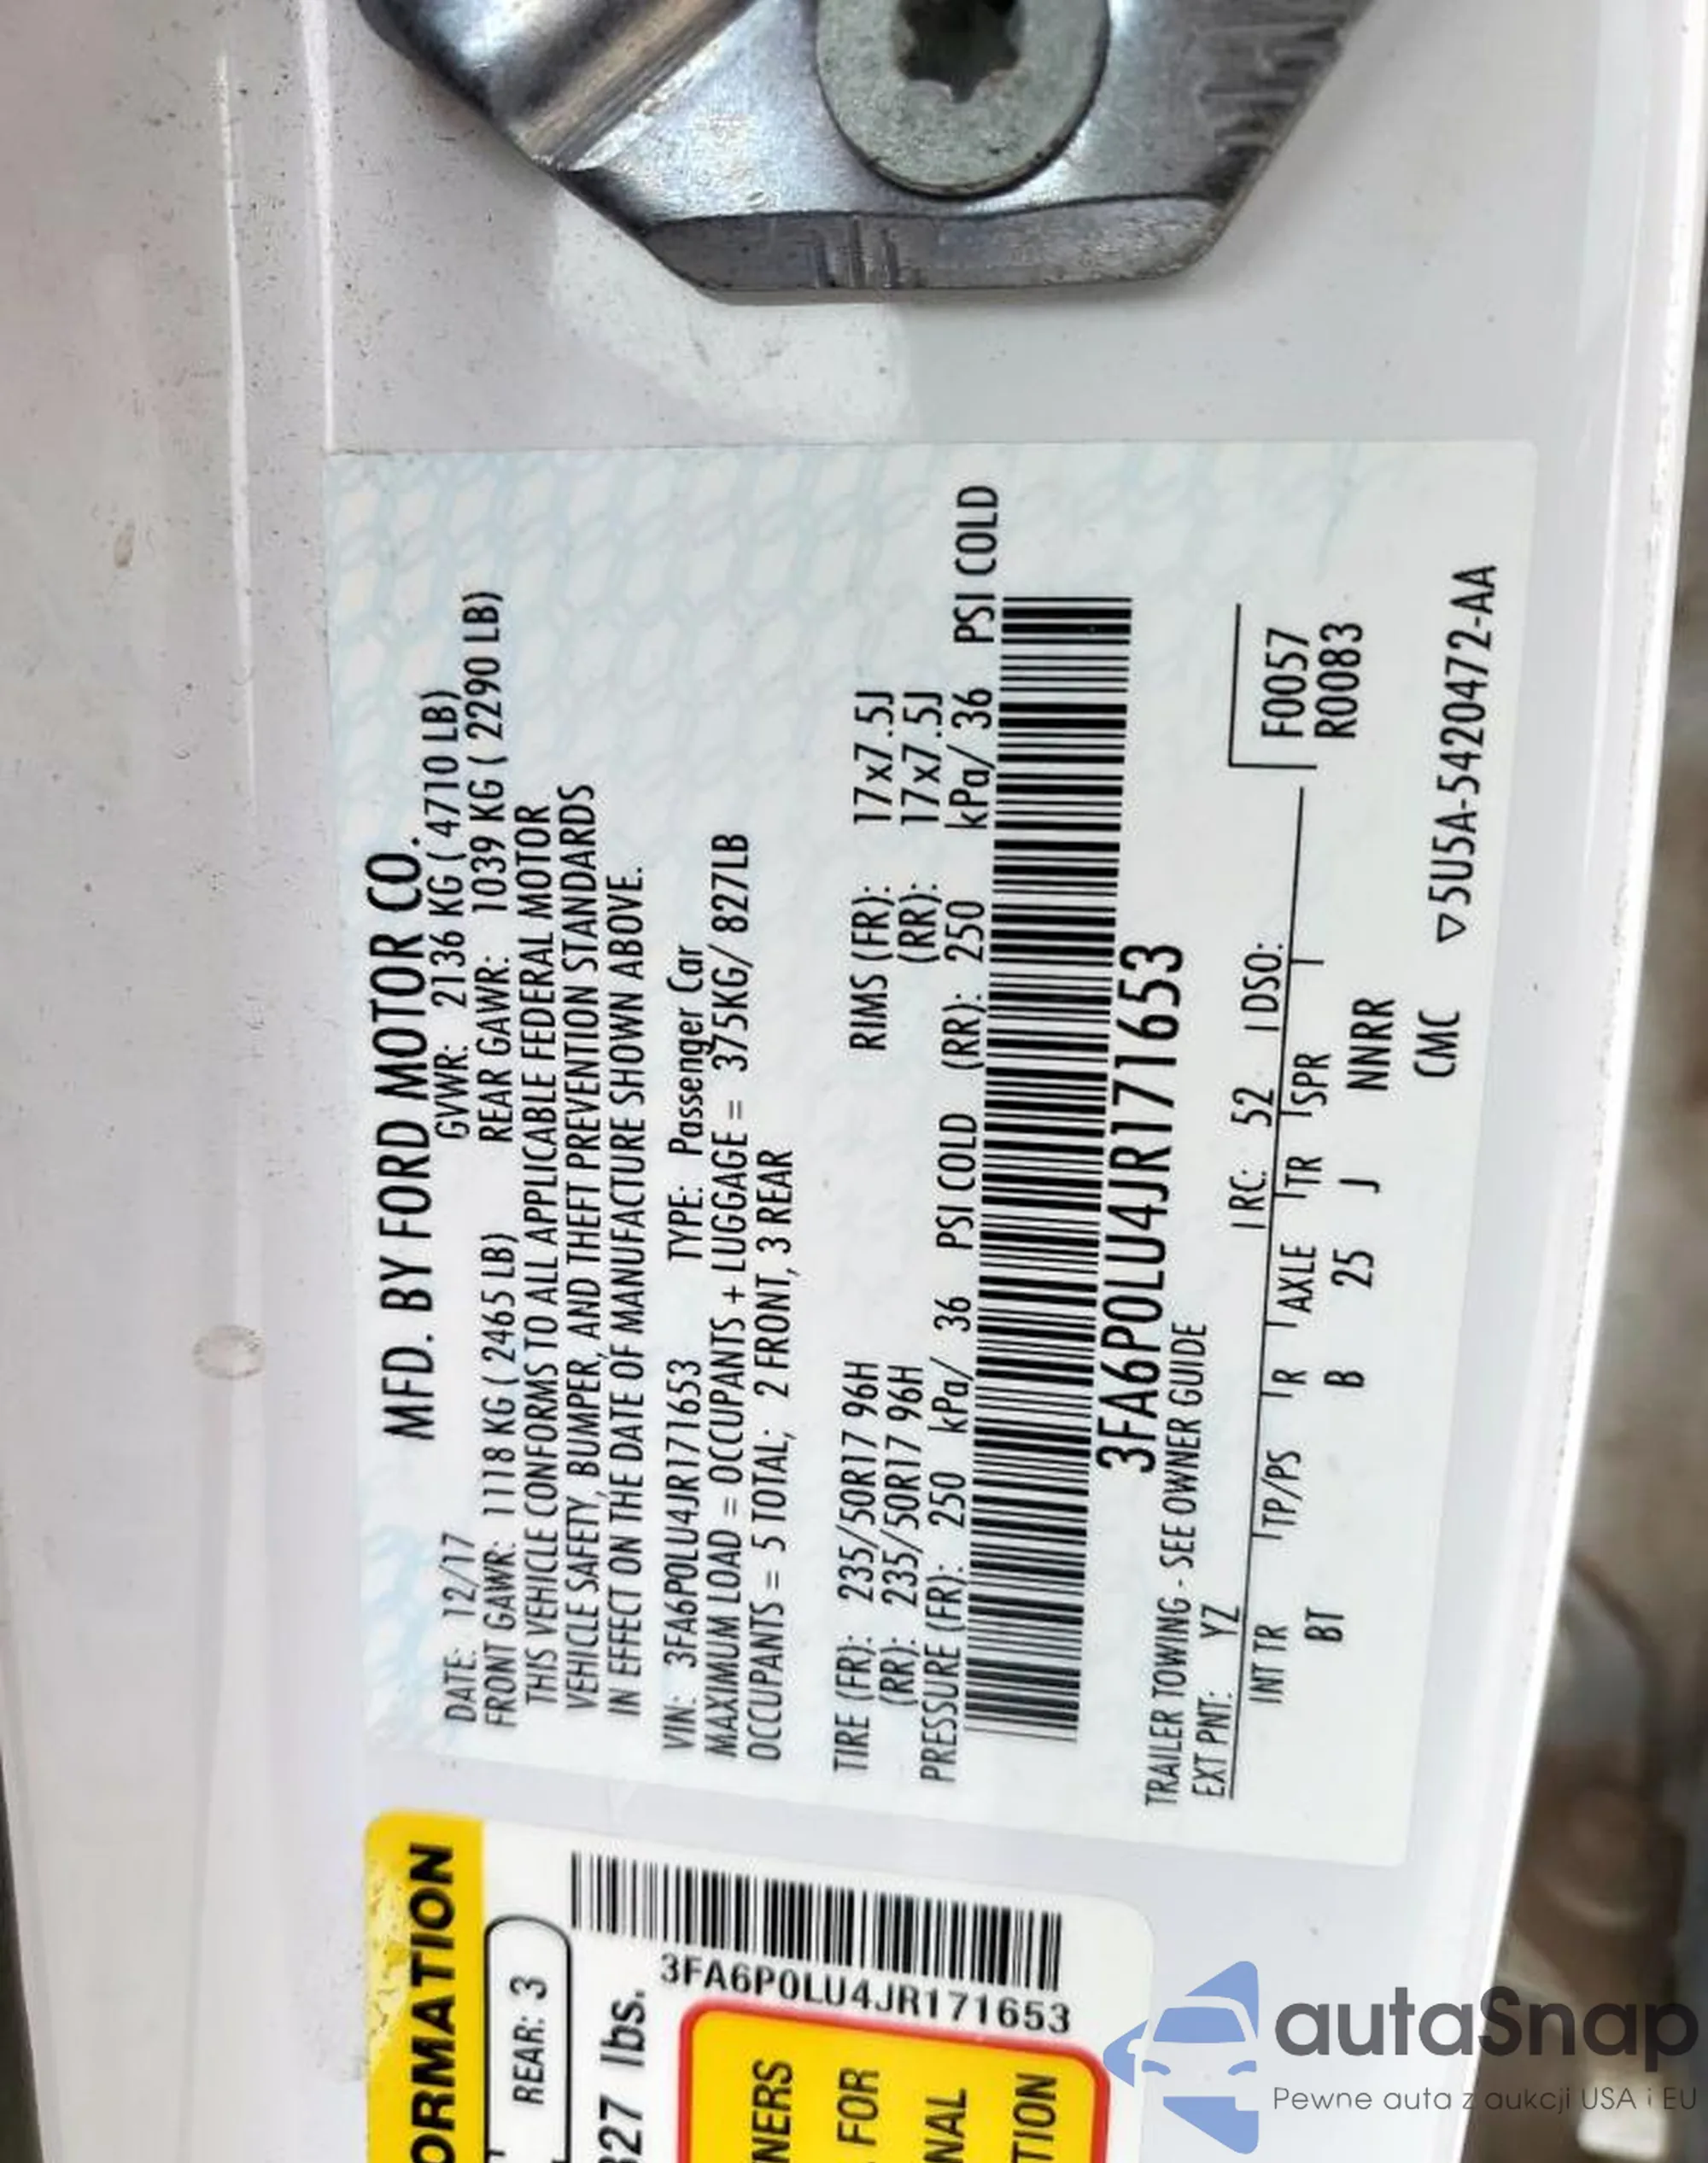 MFD. BY FORD MOTOR CO.
DATE: 12/17 GVWR: 2136 KG ( 4710 LB)
FRONT GAWR: 1118 KG ( 2465 LB) REAR GAWR: 1039 KG ( 2290 LB)
THIS VEHICLE CONFORMS TO ALL APPLICABLE FEDERAL MOTOR
VEHICLE SAFETY, BUMPER, AND THEFT PREVENTION STANDARDS
IN EFFECT ON THE DATE OF MANUFACTURE SHOWN ABOVE.
VIN: 3FA6P0LU4JR171653 TYPE: Passenger Car
MAXIMUM LOAD = OCCUPANTS + LUGGAGE = 375KG/ 827LB
OCCUPANTS = 5 TOTAL; 2 FRONT, 3 REAR
TIRE (FR): 235/50R17 96H RIMS (FR): 17x7.5J
(RR): 235/50R17 96H (RR): 17x7.5J
PRESSURE (FR): 250 kPa/ 36 PSI COLD (RR): 250 kPa/ 36 PSI COLD
3FA6P0LU4JR171653
TRAILER TOWING - SEE OWNER GUIDE
EXT PNT: YZ RC: 52 DSO:
INT TR TP/PS R AXLE TR SPR
F0057
BT B 25 J NNRR
R0083
CMC ▽5U5A-5420472-AA
ORMATION
REAR: 3
827 lbs.
3FA6P0LU4JR171653
NERS
FOR
NAL
TION
autaSnap
Pewne auta z aukcji USA i EU